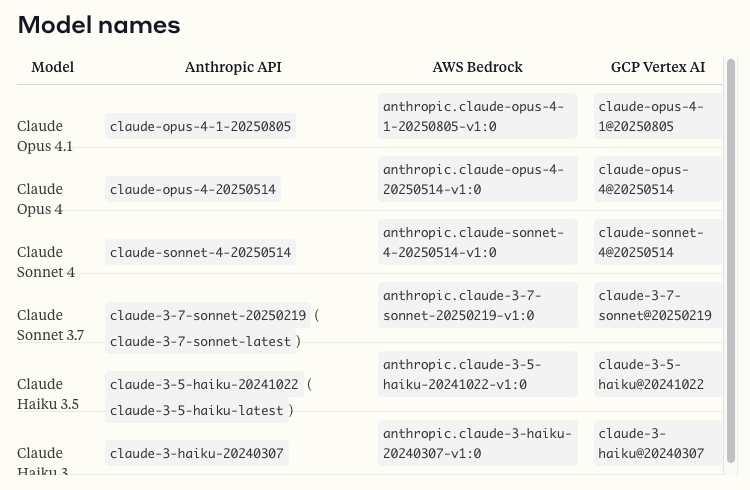 Model names
Model Anthropic API AWS Bedrock GCP Vertex AI
Claude Opus 4.1 claude-opus-4-1-20250805 anthropic.claude-opus-4-1-20250805-v1:0 claude-opus-4-1@20250805
Claude Opus 4 claude-opus-4-20250514 anthropic.claude-opus-4-20250514-v1:0 claude-opus-4@20250514
Claude Sonnet 4 claude-sonnet-4-20250514 anthropic.claude-sonnet-4-20250514-v1:0 claude-sonnet-4@20250514
Claude Sonnet 3.7 claude-3-7-sonnet-20250219 (claude-3-7-sonnet-latest) anthropic.claude-3-7-sonnet-20250219-v1:0 claude-3-7-sonnet@20250219
Claude Haiku 3.5 claude-3-5-haiku-20241022 (claude-3-5-haiku-latest) anthropic.claude-3-5-haiku-20241022-v1:0 claude-3-5-haiku@20241022
Claude Haiku 3 claude-3-haiku-20240307 anthropic.claude-3-haiku-20240307-v1:0 claude-3-haiku@20240307